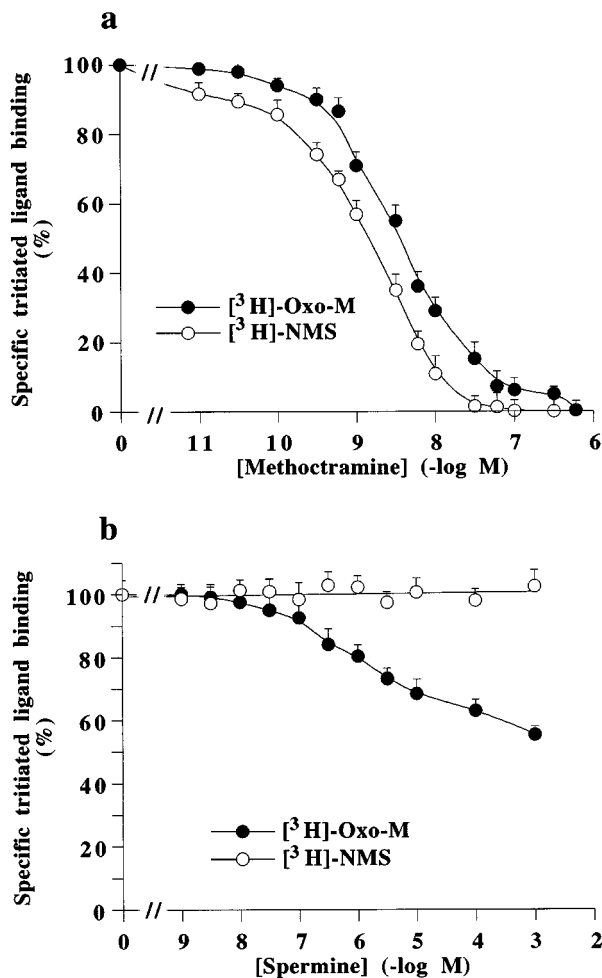 a
Specific tritiated ligand binding
(%)
100
80
60
40
20
0
[³H]-Oxo-M
[³H]-NMS
0 11 10 9 8 7 6
[Methoctramine] (-log M)
b
Specific tritiated ligand binding
(%)
100
80
60
40
20
0
[³H]-Oxo-M
[³H]-NMS
0 9 8 7 6 5 4 3 2
[Spermine] (-log M)